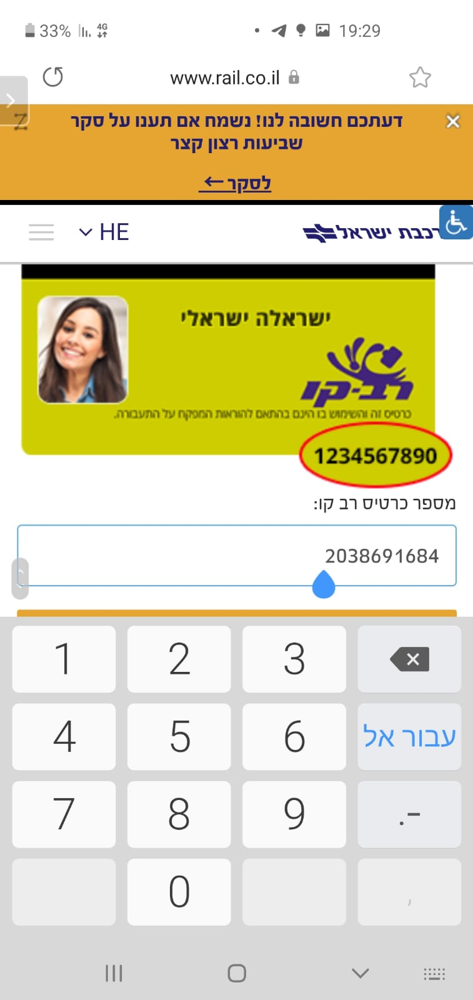 33% 4G 19:29
www.rail.co.il
דעתכם חשובה לנו! נשמח אם תענו על סקר
שביעות רצון קצר
לסקר ←
HE רכבת ישראל
ישראלה ישראלי
רב-קו
כרטיס זה והשימוש בו הינם בהתאם להוראות המפקח על התעבורה.
1234567890
מספר כרטיס רב קו:
2038691684
1 2 3
4 5 6 עבור אל
7 8 9 .-
0 ,